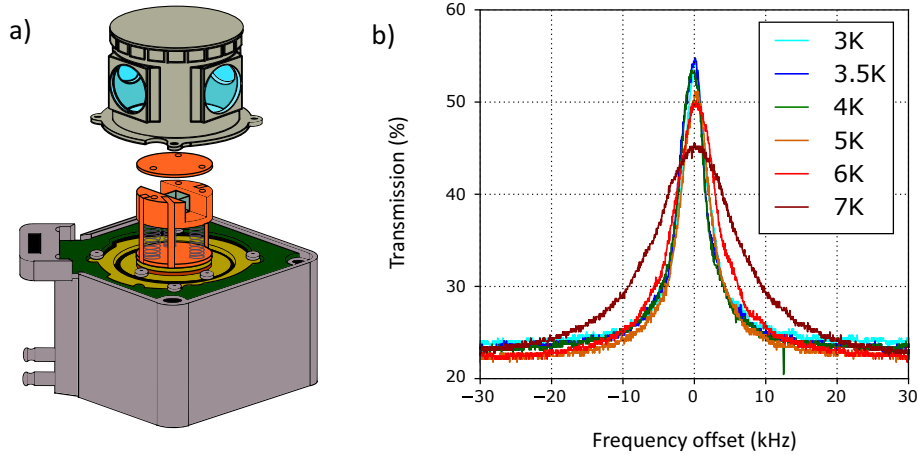 a)
b)
60
50
40
30
20
Transmission (%)
3K
3.5K
4K
5K
6K
7K
−30
−20
−10
0
10
20
30
Frequency offset (kHz)